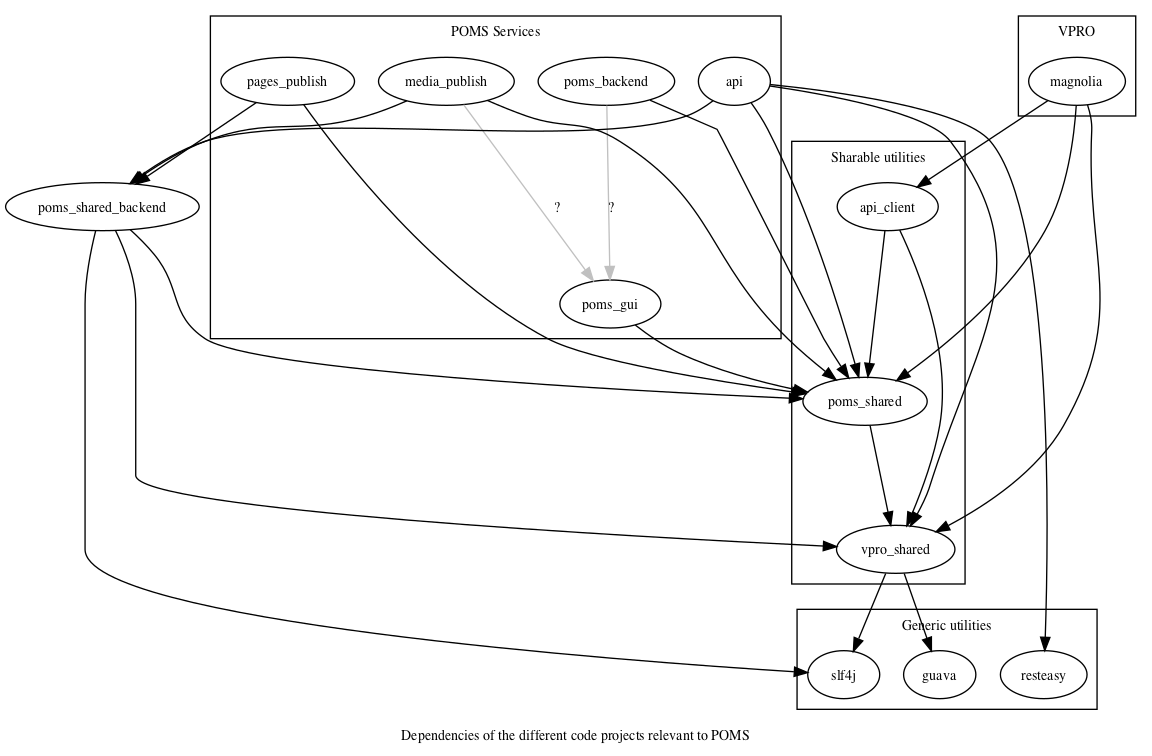 POMS Services
VPRO
pages_publish
media_publish
poms_backend
api
magnolia
Sharable utilities
poms_shared_backend
?
?
api_client
poms_gui
poms_shared
vpro_shared
Generic utilities
slf4j
guava
resteasy
Dependencies of the different code projects relevant to POMS